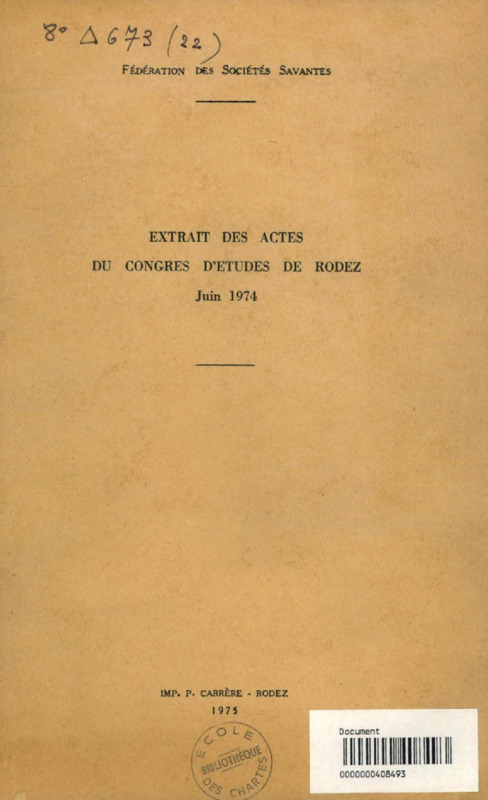 8° Δ 673 (22)
FÉDÉRATION DES SOCIÉTÉS SAVANTES
EXTRAIT DES ACTES
DU CONGRES D'ETUDES DE RODEZ
Juin 1974
IMP. P. CARRÈRE - RODEZ
1975
ECOLE
BIBLIOTHÈQUE
DES CHARTES
Document
0000000408493